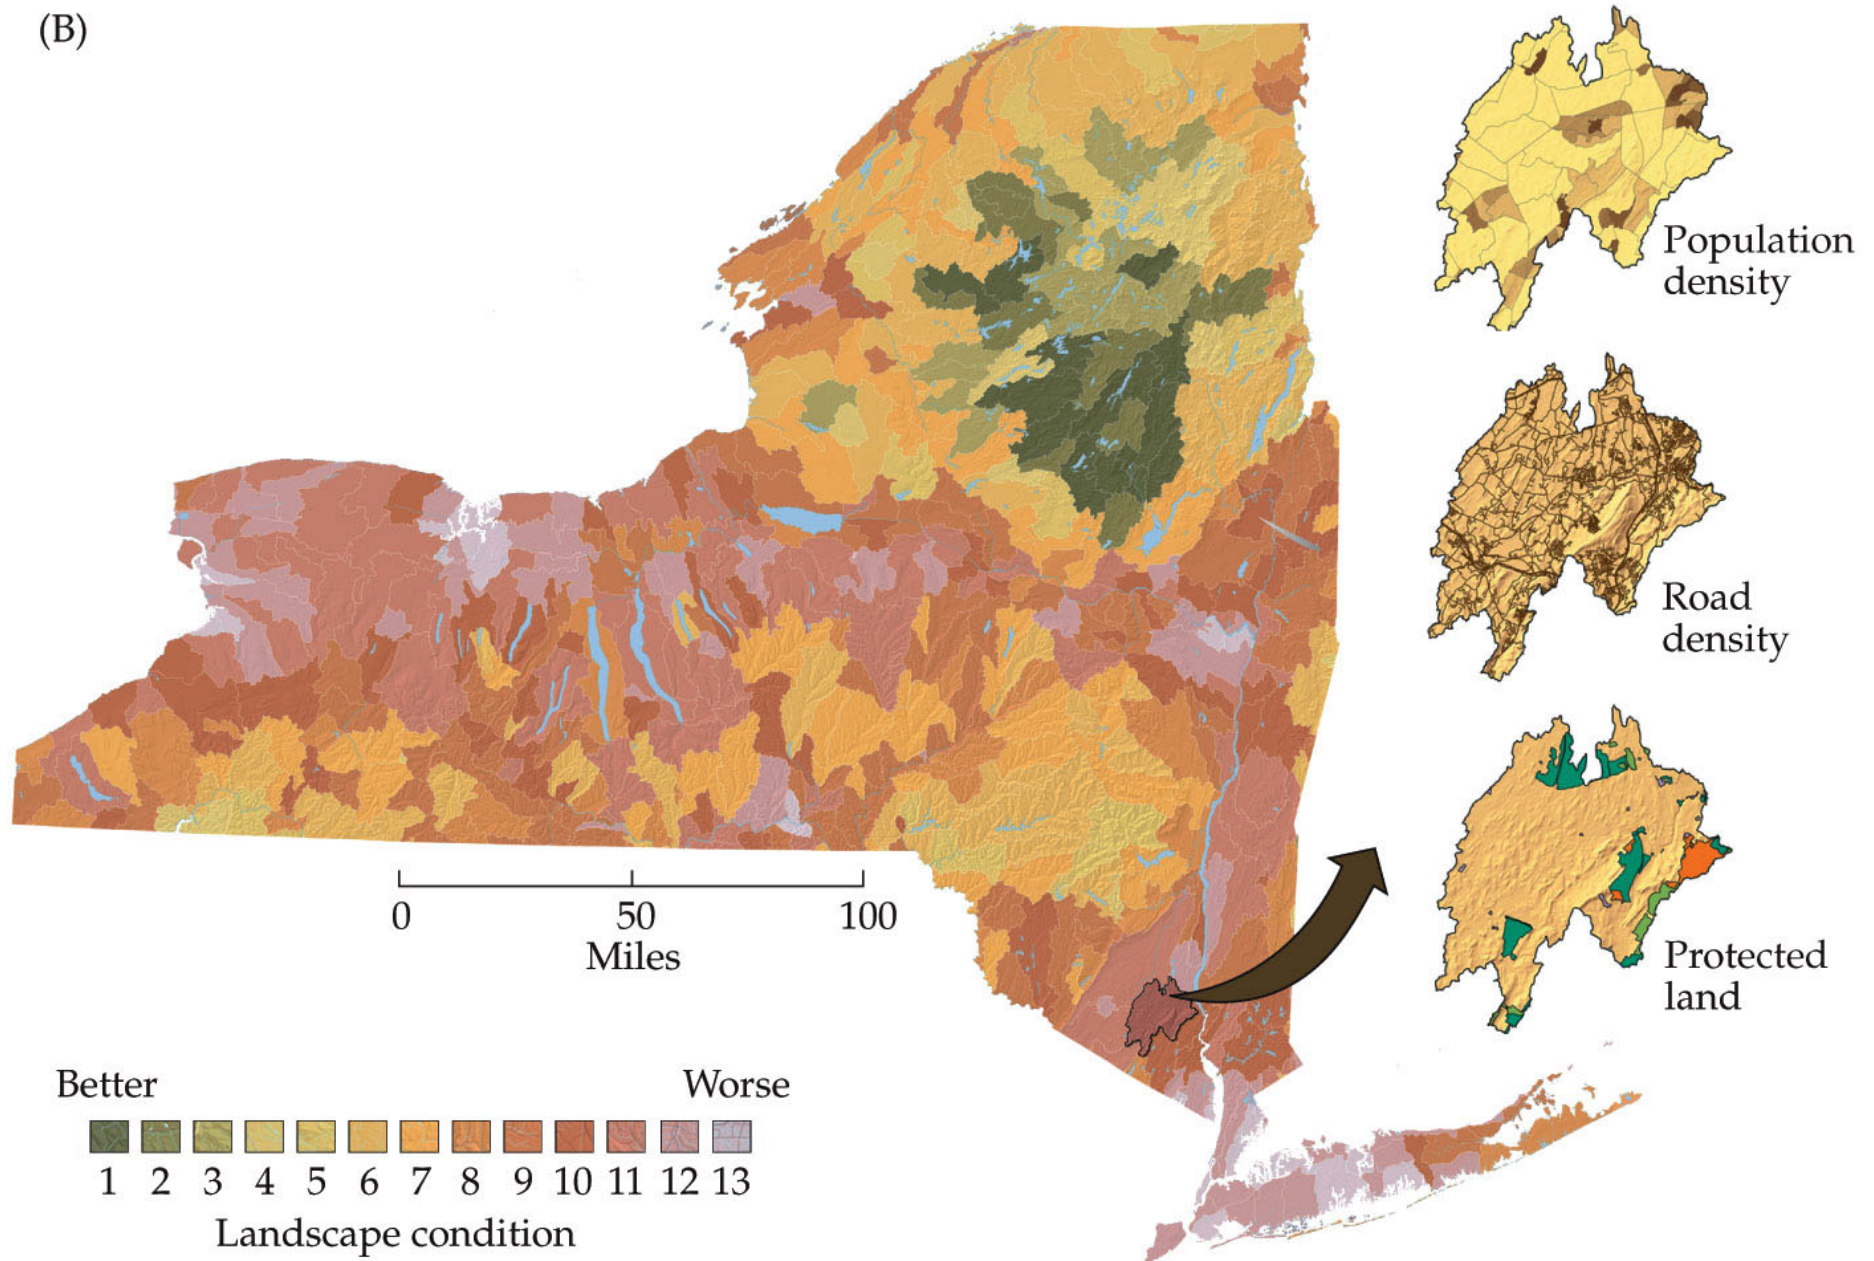 (B)
Population
density
Road
density
Protected
land
0 50 100
Miles
Better Worse
1 2 3 4 5 6 7 8 9 10 11 12 13
Landscape condition